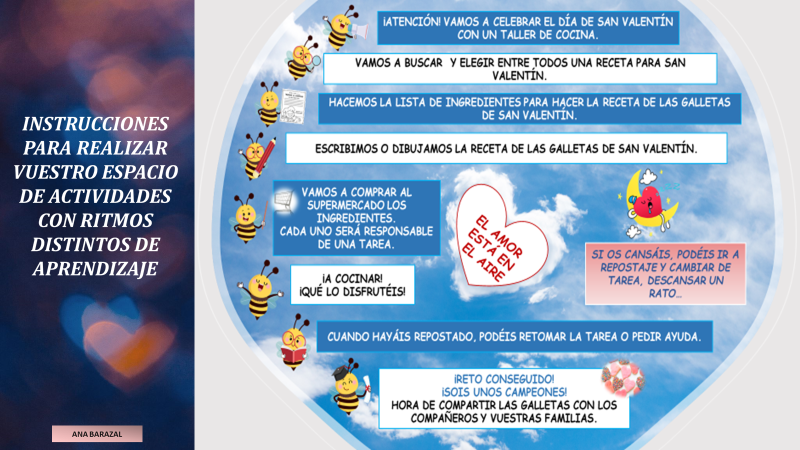 INSTRUCCIONES
PARA REALIZAR
VUESTRO ESPACIO
DE ACTIVIDADES
CON RITMOS
DISTINTOS DE
APRENDIZAJE
ANA BARAZAL
¡ATENCIÓN! VAMOS A CELEBRAR EL DÍA DE SAN VALENTÍN
CON UN TALLER DE COCINA.
VAMOS A BUSCAR Y ELEGIR ENTRE TODOS UNA RECETA PARA SAN
VALENTÍN.
HACEMOS LA LISTA DE INGREDIENTES PARA HACER LA RECETA DE LAS GALLETAS
DE SAN VALENTÍN.
ESCRIBIMOS O DIBUJAMOS LA RECETA DE LAS GALLETAS DE SAN VALENTÍN.
VAMOS A COMPRAR AL
SUPERMERCADO LOS
INGREDIENTES.
CADA UNO SERÁ RESPONSABLE
DE UNA TAREA.
EL AMOR
ESTÁ EN
EL AIRE
SI OS CANSÁIS, PODÉIS IR A
REPOSTAJE Y CAMBIAR DE
TAREA, DESCANSAR UN
RATO...
¡A COCINAR!
¡QUÉ LO DISFRUTÉIS!
CUANDO HAYÁIS REPOSTADO, PODÉIS RETOMAR LA TAREA O PEDIR AYUDA.
¡RETO CONSEGUIDO!
¡SOIS UNOS CAMPEONES!
HORA DE COMPARTIR LAS GALLETAS CON LOS
COMPAÑEROS Y VUESTRAS FAMILIAS.